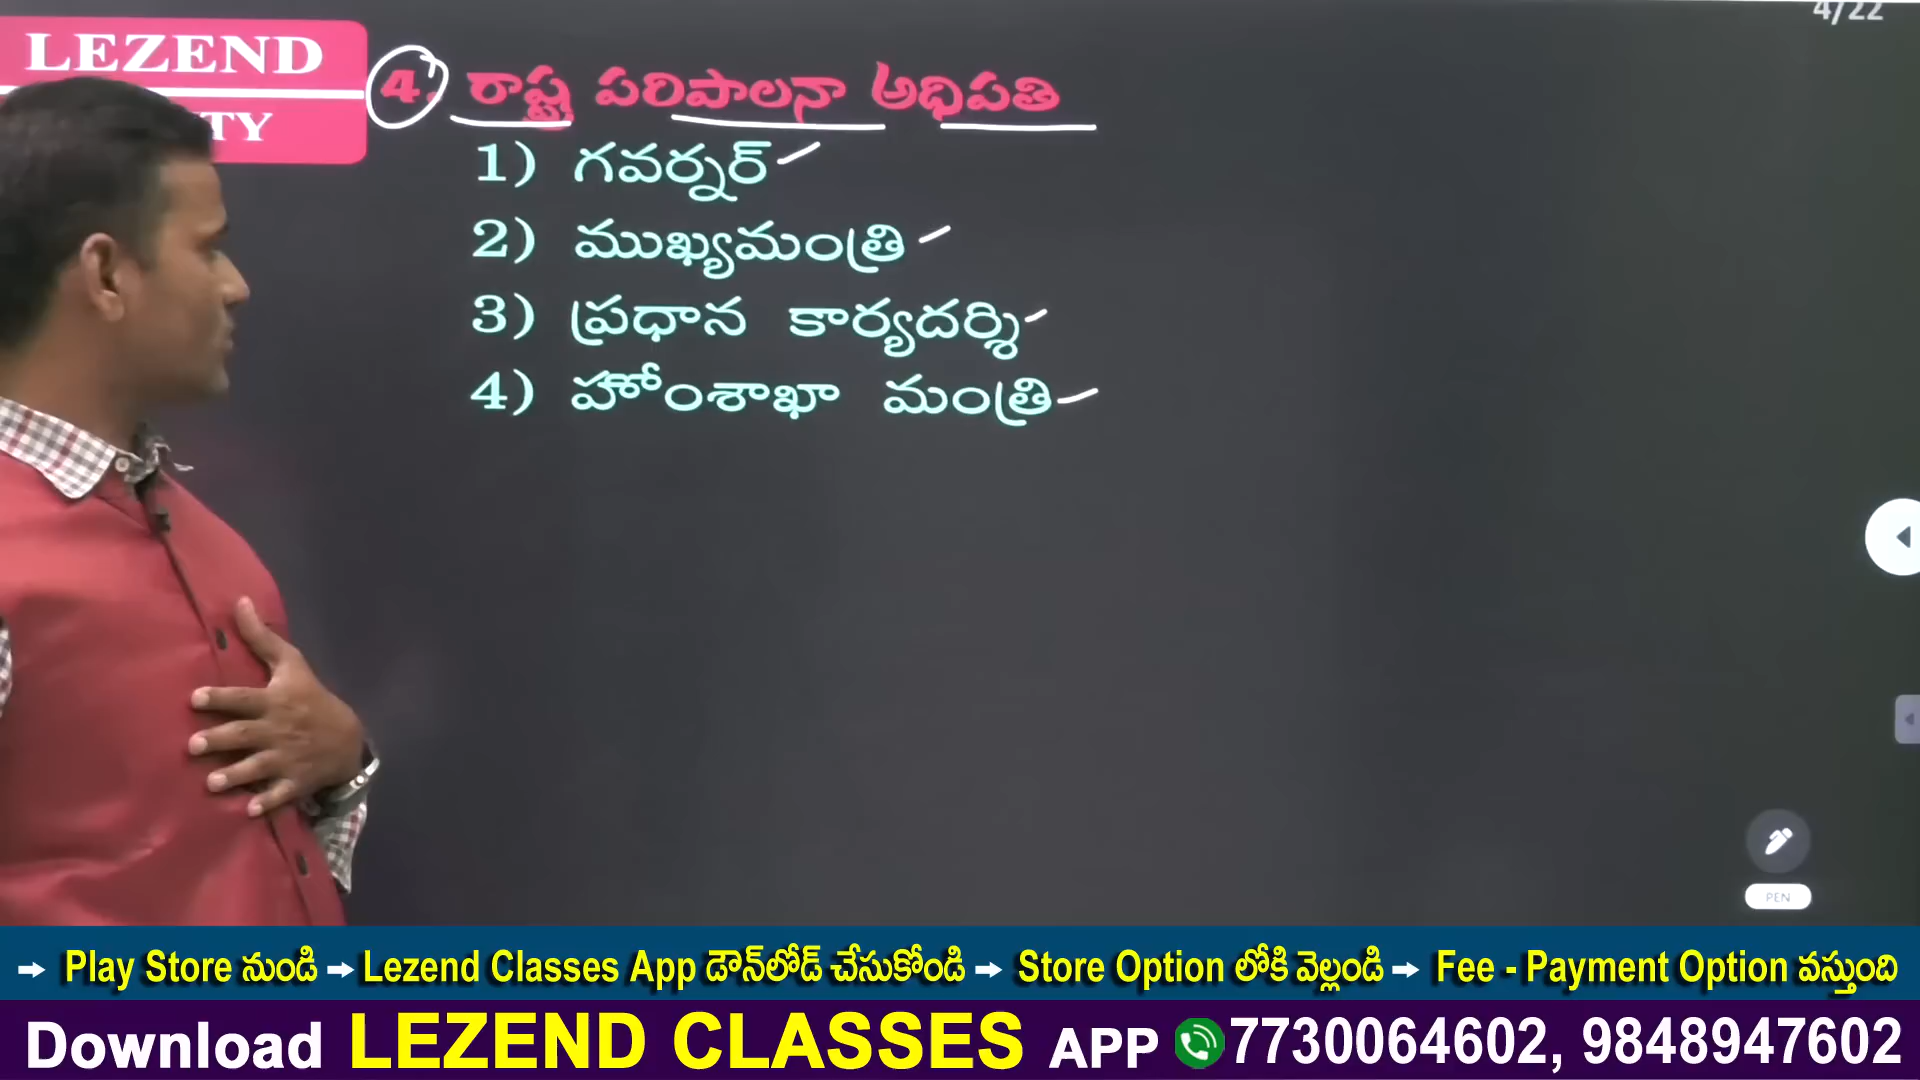 4/22
LEZEND
TY
4. రాష్ట్ర పరిపాలనా అధిపతి
1) గవర్నర్
2) ముఖ్యమంత్రి
3) ప్రధాన కార్యదర్శి
4) హోంశాఖా మంత్రి
PEN
Play Store నుండి Lezend Classes App డౌన్‌లోడ్ చేసుకోండి Store Option లోకి వెళ్లండి Fee - Payment Option వస్తుంది
Download LEZEND CLASSES APP 7730064602, 9848947602